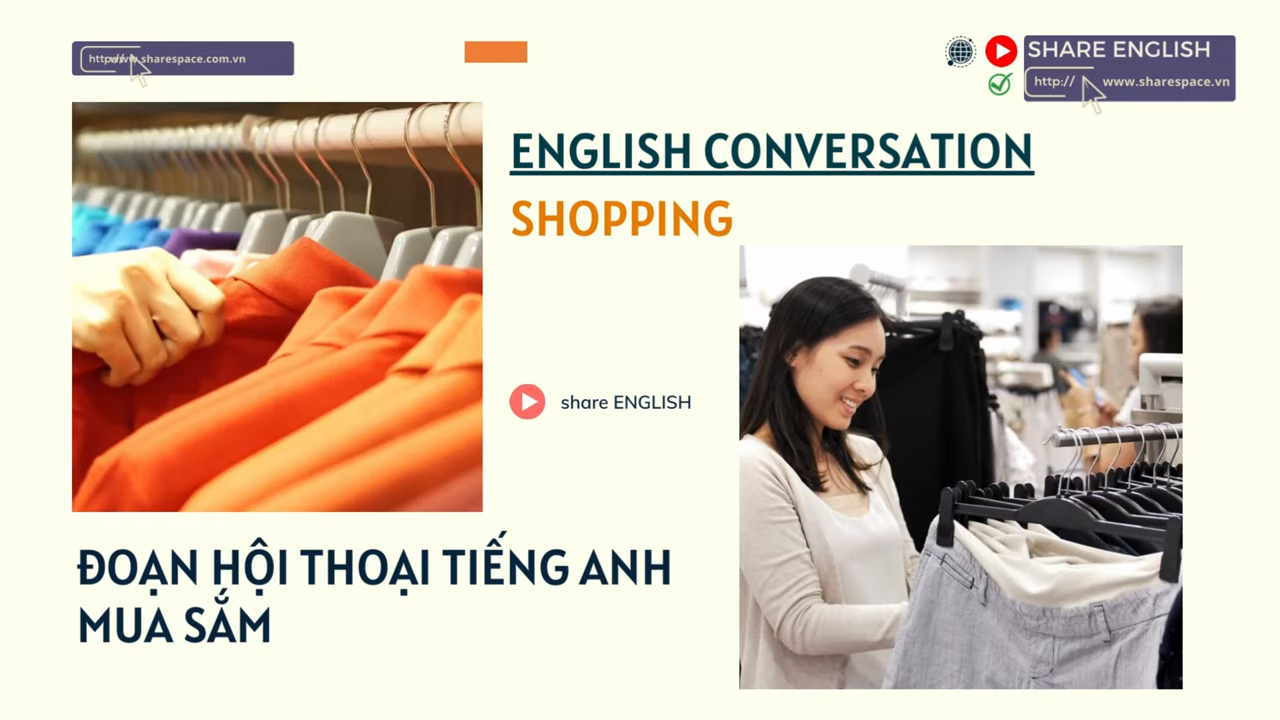 http://www.sharespace.com.vn
SHARE ENGLISH
http:// www.sharespace.vn
ENGLISH CONVERSATION
SHOPPING
share ENGLISH
ĐOẠN HỘI THOẠI TIẾNG ANH
MUA SẮM